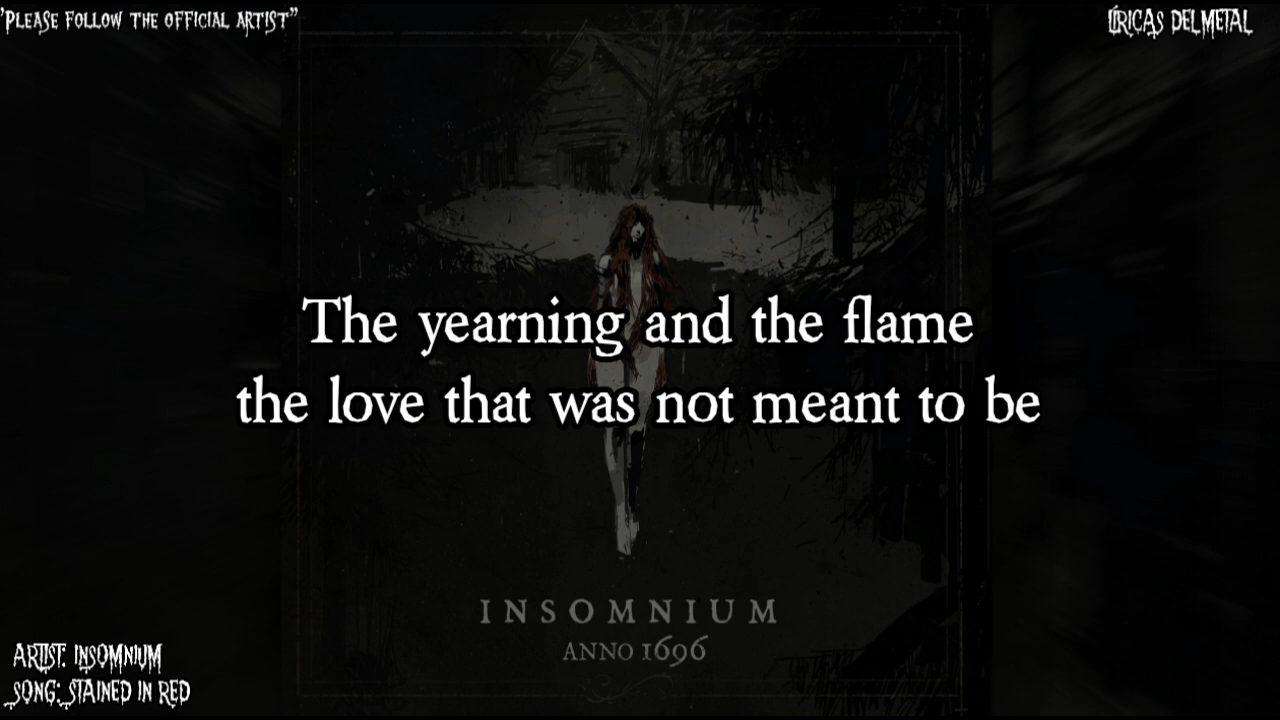 "PLEASE FOLLOW THE OFFICIAL ARTIST"
LÍRICAS DEL METAL
The yearning and the flame
the love that was not meant to be
INSOMNIUM
ANNO 1696
ARTIST: INSOMNIUM
SONG: STAINED IN RED